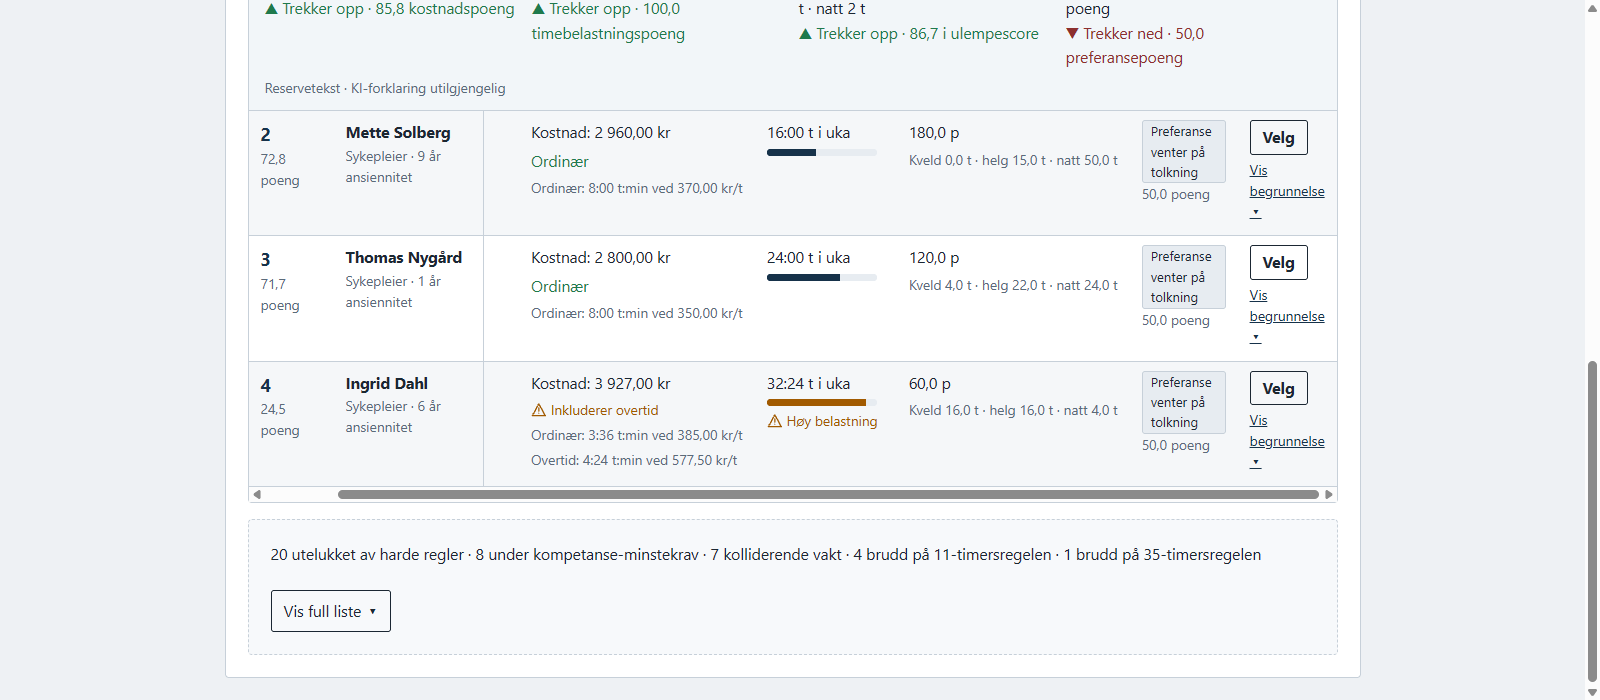 ▲ Trekker opp · 85,8 kostnadspoeng
▲ Trekker opp · 100,0
timebelastningspoeng
t · natt 2 t
▲ Trekker opp · 86,7 i ulempescore
poeng
▼ Trekker ned · 50,0
preferansepoeng
Reservetekst · KI-forklaring utilgjengelig
2
72,8
poeng
Mette Solberg
Sykepleier · 9 år
ansiennitet
Kostnad: 2 960,00 kr
Ordinær
Ordinær: 8:00 t:min ved 370,00 kr/t
16:00 t i uka
180,0 p
Kveld 0,0 t · helg 15,0 t · natt 50,0 t
Preferanse
venter på
tolkning
50,0 poeng
Velg
Vis
begrunnelse
▾
3
71,7
poeng
Thomas Nygård
Sykepleier · 1 år
ansiennitet
Kostnad: 2 800,00 kr
Ordinær
Ordinær: 8:00 t:min ved 350,00 kr/t
24:00 t i uka
120,0 p
Kveld 4,0 t · helg 22,0 t · natt 24,0 t
Preferanse
venter på
tolkning
50,0 poeng
Velg
Vis
begrunnelse
▾
4
24,5
poeng
Ingrid Dahl
Sykepleier · 6 år
ansiennitet
Kostnad: 3 927,00 kr
⚠ Inkluderer overtid
Ordinær: 3:36 t:min ved 385,00 kr/t
Overtid: 4:24 t:min ved 577,50 kr/t
32:24 t i uka
⚠ Høy belastning
60,0 p
Kveld 16,0 t · helg 16,0 t · natt 4,0 t
Preferanse
venter på
tolkning
50,0 poeng
Velg
Vis
begrunnelse
▾
20 utelukket av harde regler · 8 under kompetanse-minstekrav · 7 kolliderende vakt · 4 brudd på 11-timersregelen · 1 brudd på 35-timersregelen
Vis full liste ▾